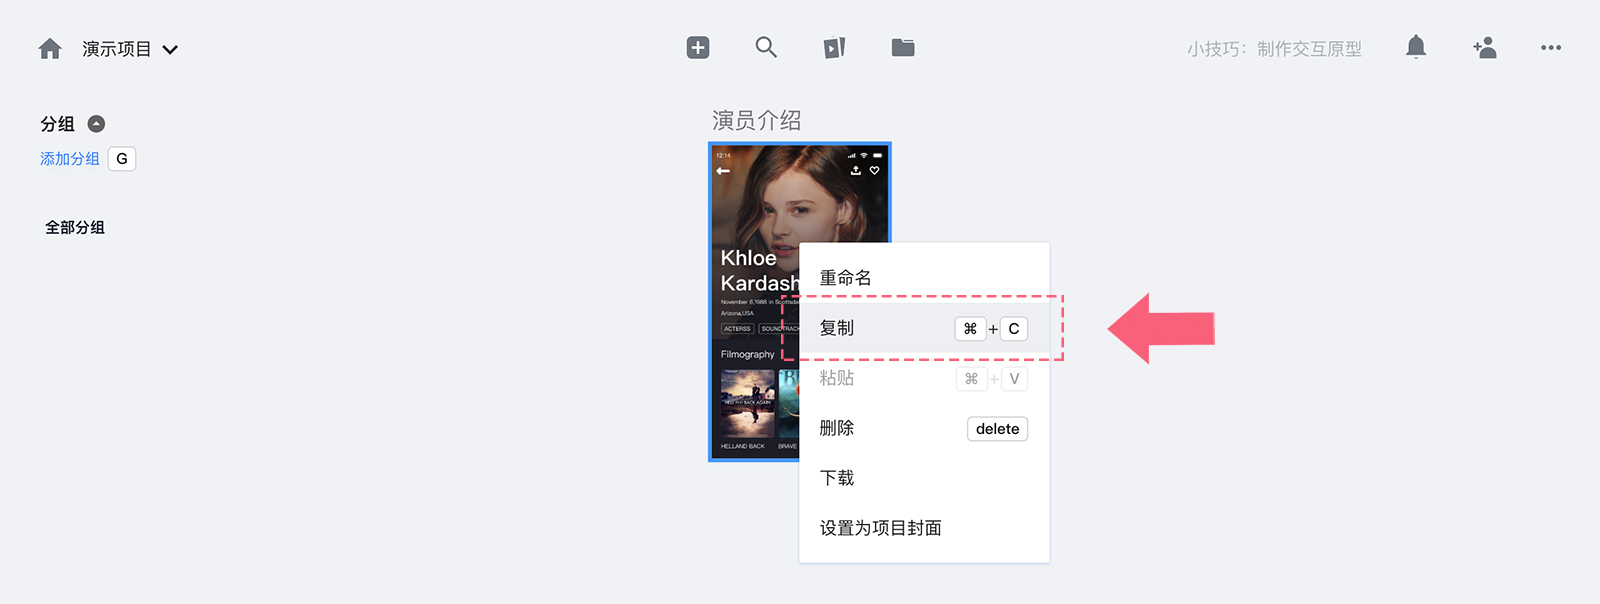 演示项目
小技巧：制作交互原型
分组
添加分组 G
全部分组
演员介绍
12:14
Khloe
Kardash
November 6,1988 in Scottsda
Arizona,USA
ACTERSS SOUNDTRACK
Filmography
HELL AND BACK AGAIN
HELLAND BACK BRAVE
重命名
复制 ⌘ + C
粘贴 ⌘ + V
删除 delete
下载
设置为项目封面